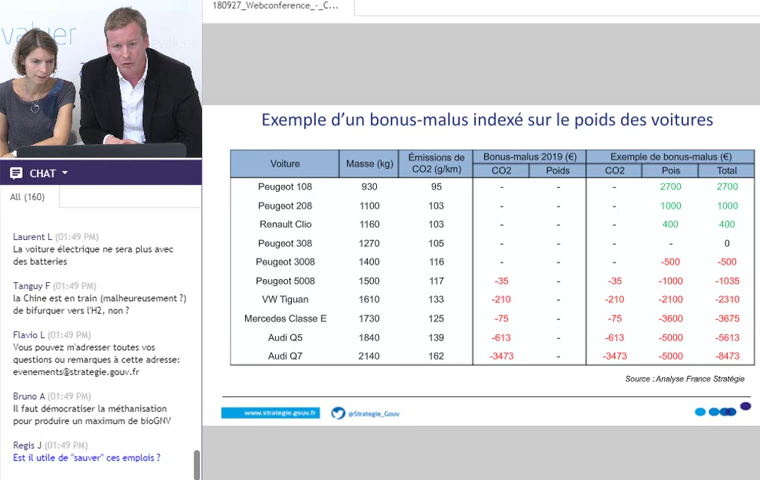 180927_Webconference_-_C...
valuer
CHAT
All (160)
Laurent L (01:49 PM)
La voiture électrique ne sera plus avec
des batteries
Tanguy F (01:49 PM)
la Chine est en train (malheureusement ?)
de bifurquer vers l'H2, non ?
Flavio L (01:49 PM)
Vous pouvez m'adresser toutes vos
questions ou remarques à cette adresse:
evenements@strategie.gouv.fr
Bruno A (01:49 PM)
Il faut démocratiser la méthanisation
pour produire un maximum de bioGNV
Regis J (01:49 PM)
Est il utile de "sauver" ces emplois ?
Exemple d'un bonus-malus indexé sur le poids des voitures
Voiture Masse (kg) Émissions de CO2 (g/km) Bonus-malus 2019 (€) Exemple de bonus-malus (€)
CO2 Poids CO2 Pois Total
Peugeot 108 930 95 - - - 2700 2700
Peugeot 208 1100 103 - - - 1000 1000
Renault Clio 1160 103 - - - 400 400
Peugeot 308 1270 105 - - - - 0
Peugeot 3008 1400 116 - - - -500 -500
Peugeot 5008 1500 117 -35 - -35 -1000 -1035
VW Tiguan 1610 133 -210 - -210 -2100 -2310
Mercedes Classe E 1730 125 -75 - -75 -3600 -3675
Audi Q5 1840 139 -613 - -613 -5000 -5613
Audi Q7 2140 162 -3473 - -3473 -5000 -8473
Source : Analyse France Stratégie
www.strategie.gouv.fr @Strategie_Gouv